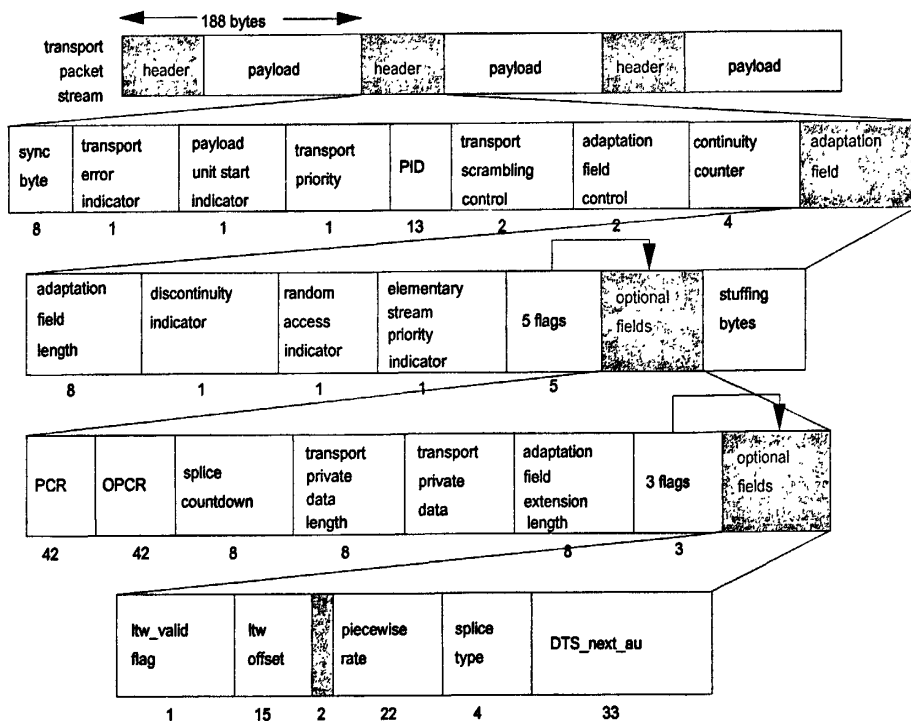 188 bytes
transport
packet
stream
header
payload
header
payload
header
payload
sync
byte
transport
error
indicator
payload
unit start
indicator
transport
priority
PID
transport
scrambling
control
adaptation
field
control
continuity
counter
adaptation
field
8
1
1
1
13
2
2
4
adaptation
field
length
discontinuity
indicator
random
access
indicator
elementary
stream
priority
indicator
5 flags
optional
fields
stuffing
bytes
8
1
1
1
5
PCR
OPCR
splice
countdown
transport
private
data
length
transport
private
data
adaptation
field
extension
length
3 flags
optional
fields
42
42
8
8
8
3
ltw_valid
flag
ltw
offset
piecewise
rate
splice
type
DTS_next_au
1
15
2
22
4
33